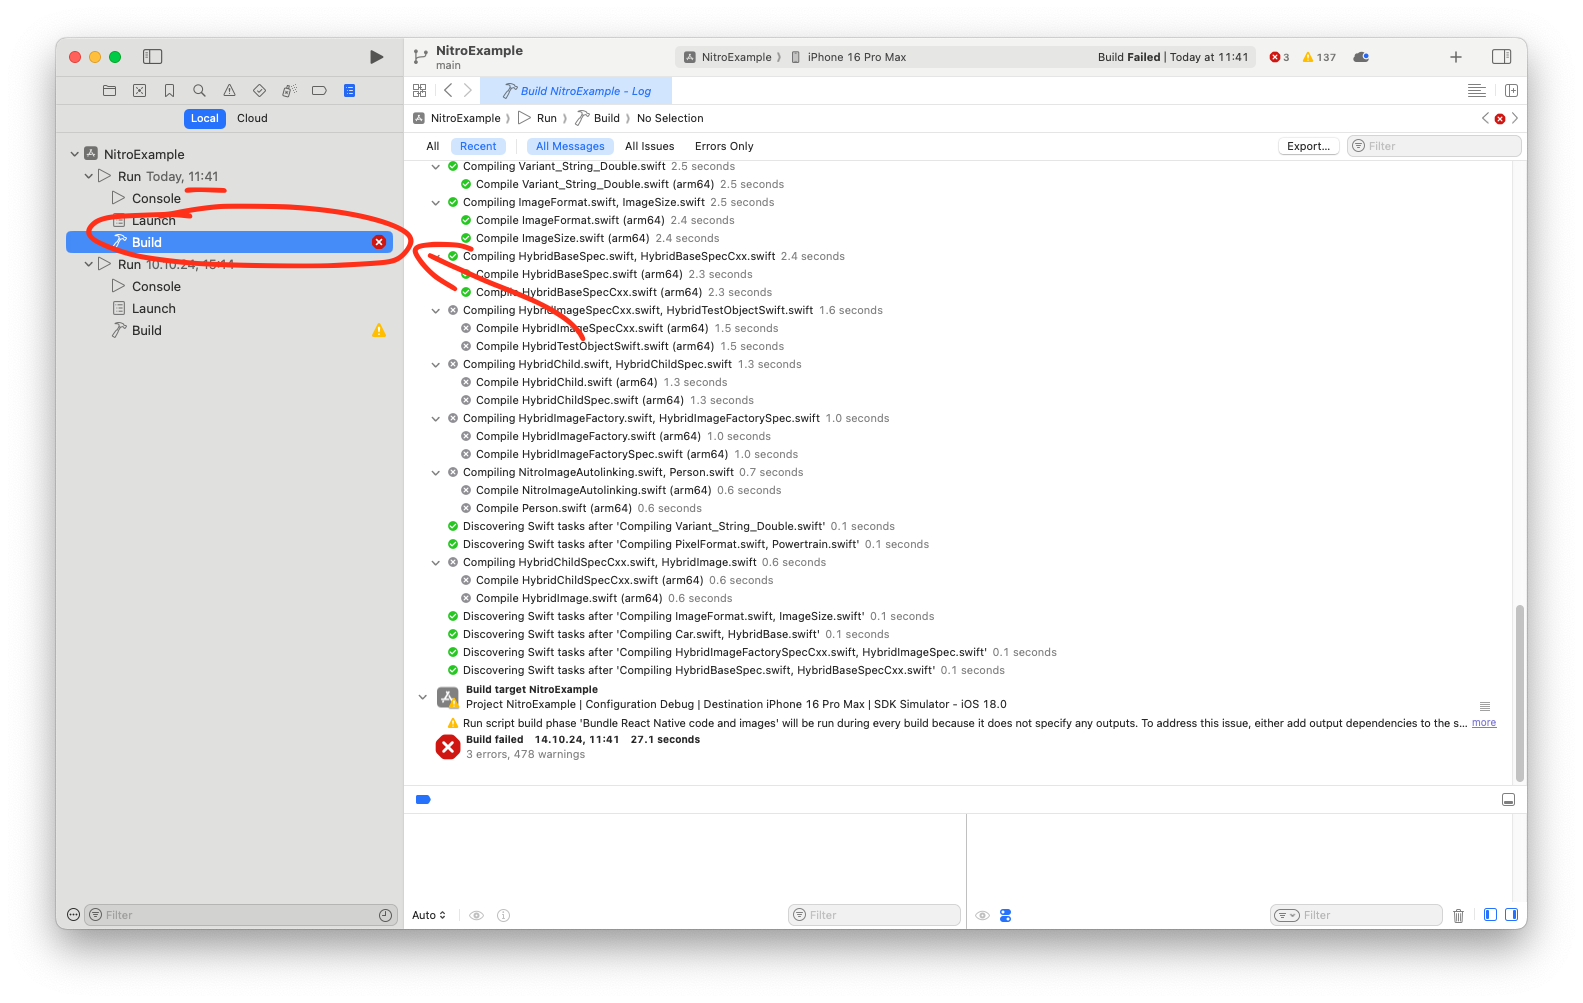 NitroExample
main
NitroExample
iPhone 16 Pro Max
Build Failed | Today at 11:41
3
137
Build NitroExample - Log
Local
Cloud
NitroExample
Run
Build
No Selection
All
Recent
All Messages
All Issues
Errors Only
Export...
Filter
NitroExample
Run Today, 11:41
Console
Launch
Build
Run 10.10.24, 15:14
Console
Launch
Build
Filter
Compiling Variant_String_Double.swift 2.5 seconds
Compile Variant_String_Double.swift (arm64) 2.5 seconds
Compiling ImageFormat.swift, ImageSize.swift 2.5 seconds
Compile ImageFormat.swift (arm64) 2.4 seconds
Compile ImageSize.swift (arm64) 2.4 seconds
Compiling HybridBaseSpec.swift, HybridBaseSpecCxx.swift 2.4 seconds
Compile HybridBaseSpec.swift (arm64) 2.3 seconds
Compile HybridBaseSpecCxx.swift (arm64) 2.3 seconds
Compiling HybridImageSpecCxx.swift, HybridTestObjectSwift.swift 1.6 seconds
Compile HybridImageSpecCxx.swift (arm64) 1.5 seconds
Compile HybridTestObjectSwift.swift (arm64) 1.5 seconds
Compiling HybridChild.swift, HybridChildSpec.swift 1.3 seconds
Compile HybridChild.swift (arm64) 1.3 seconds
Compile HybridChildSpec.swift (arm64) 1.3 seconds
Compiling HybridImageFactory.swift, HybridImageFactorySpec.swift 1.0 seconds
Compile HybridImageFactory.swift (arm64) 1.0 seconds
Compile HybridImageFactorySpec.swift (arm64) 1.0 seconds
Compiling NitroImageAutolinking.swift, Person.swift 0.7 seconds
Compile NitroImageAutolinking.swift (arm64) 0.6 seconds
Compile Person.swift (arm64) 0.6 seconds
Discovering Swift tasks after 'Compiling Variant_String_Double.swift' 0.1 seconds
Discovering Swift tasks after 'Compiling PixelFormat.swift, Powertrain.swift' 0.1 seconds
Compiling HybridChildSpecCxx.swift, HybridImage.swift 0.6 seconds
Compile HybridChildSpecCxx.swift (arm64) 0.6 seconds
Compile HybridImage.swift (arm64) 0.6 seconds
Discovering Swift tasks after 'Compiling ImageFormat.swift, ImageSize.swift' 0.1 seconds
Discovering Swift tasks after 'Compiling Car.swift, HybridBase.swift' 0.1 seconds
Discovering Swift tasks after 'Compiling HybridImageFactorySpecCxx.swift, HybridImageSpec.swift' 0.1 seconds
Discovering Swift tasks after 'Compiling HybridBaseSpec.swift, HybridBaseSpecCxx.swift' 0.1 seconds
Build target NitroExample
Project NitroExample | Configuration Debug | Destination iPhone 16 Pro Max | SDK Simulator - iOS 18.0
Run script build phase 'Bundle React Native code and images' will be run during every build because it does not specify any outputs. To address this issue, either add output dependencies to the s... more
Build failed 14.10.24, 11:41 27.1 seconds
3 errors, 478 warnings
Auto
Filter
Filter